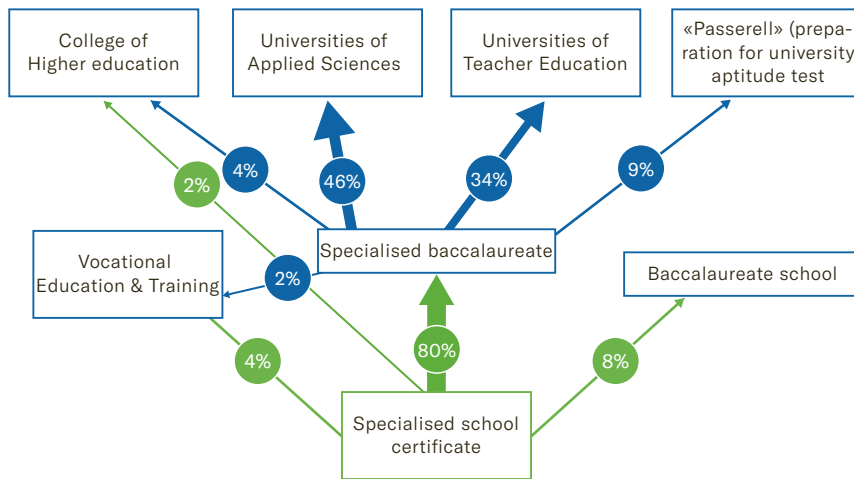 College of
Higher education
Universities of
Applied Sciences
Universities of
Teacher Education
«Passerell» (prepa-
ration for university
aptitude test
4%
2%
46%
34%
9%
Vocational
Education & Training
Specialised baccalaureate
Baccalaureate school
2%
4%
80%
8%
Specialised school
certificate